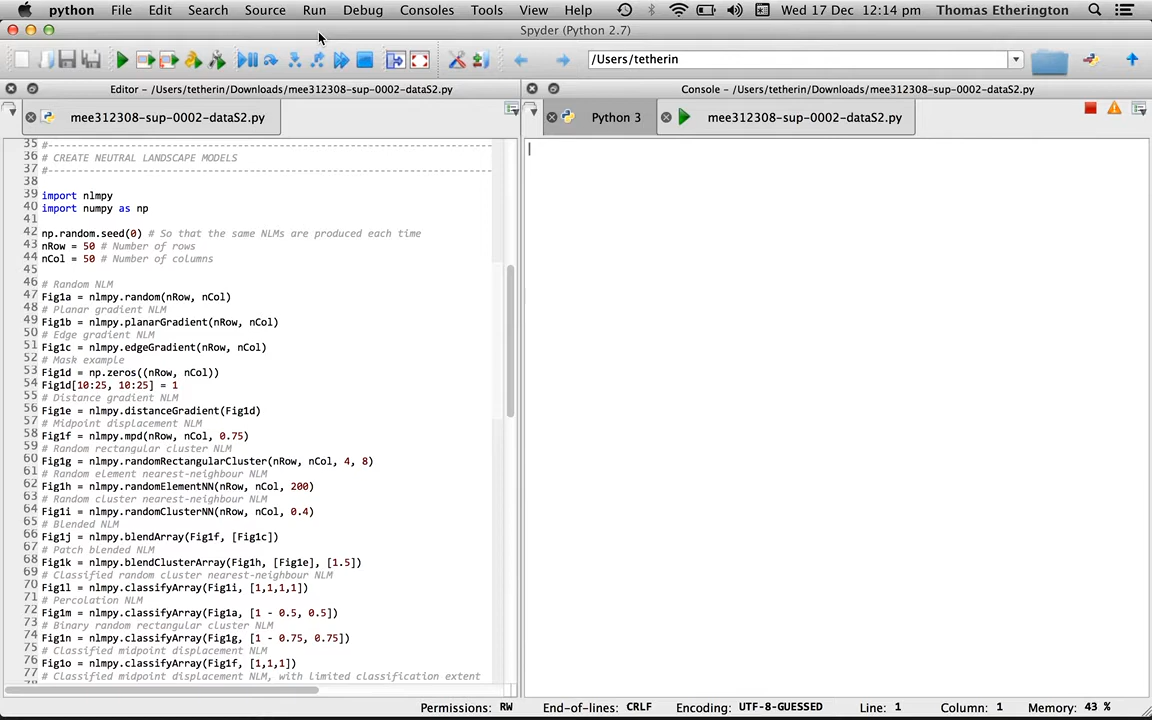 python File Edit Search Source Run Debug Consoles Tools View Help Wed 17 Dec 12:14 pm Thomas Etherington
Spyder (Python 2.7)
/Users/tetherin
Editor - /Users/tetherin/Downloads/mee312308-sup-0002-dataS2.py
Console - /Users/tetherin/Downloads/mee312308-sup-0002-dataS2.py
mee312308-sup-0002-dataS2.py
Python 3
mee312308-sup-0002-dataS2.py
35 #---------------------------------------------------------------------------
36 # CREATE NEUTRAL LANDSCAPE MODELS
37 #---------------------------------------------------------------------------
38
39 import nlmpy
40 import numpy as np
41
42 np.random.seed(0) # So that the same NLMs are produced each time
43 nRow = 50 # Number of rows
44 nCol = 50 # Number of columns
45
46 # Random NLM
47 Fig1a = nlmpy.random(nRow, nCol)
48 # Planar gradient NLM
49 Fig1b = nlmpy.planarGradient(nRow, nCol)
50 # Edge gradient NLM
51 Fig1c = nlmpy.edgeGradient(nRow, nCol)
52 # Mask example
53 Fig1d = np.zeros((nRow, nCol))
54 Fig1d[10:25, 10:25] = 1
55 # Distance gradient NLM
56 Fig1e = nlmpy.distanceGradient(Fig1d)
57 # Midpoint displacement NLM
58 Fig1f = nlmpy.mpd(nRow, nCol, 0.75)
59 # Random rectangular cluster NLM
60 Fig1g = nlmpy.randomRectangularCluster(nRow, nCol, 4, 8)
61 # Random element nearest-neighbour NLM
62 Fig1h = nlmpy.randomElementNN(nRow, nCol, 200)
63 # Random cluster nearest-neighbour NLM
64 Fig1i = nlmpy.randomClusterNN(nRow, nCol, 0.4)
65 # Blended NLM
66 Fig1j = nlmpy.blendArray(Fig1f, [Fig1c])
67 # Patch blended NLM
68 Fig1k = nlmpy.blendClusterArray(Fig1h, [Fig1e], [1.5])
69 # Classified random cluster nearest-neighbour NLM
70 Fig1l = nlmpy.classifyArray(Fig1i, [1,1,1,1])
71 # Percolation NLM
72 Fig1m = nlmpy.classifyArray(Fig1a, [1 - 0.5, 0.5])
73 # Binary random rectangular cluster NLM
74 Fig1n = nlmpy.classifyArray(Fig1g, [1 - 0.75, 0.75])
75 # Classified midpoint displacement NLM
76 Fig1o = nlmpy.classifyArray(Fig1f, [1,1,1])
77 # Classified midpoint displacement NLM, with limited classification extent
Permissions: RW End-of-lines: CRLF Encoding: UTF-8-GUESSED Line: 1 Column: 1 Memory: 43 %